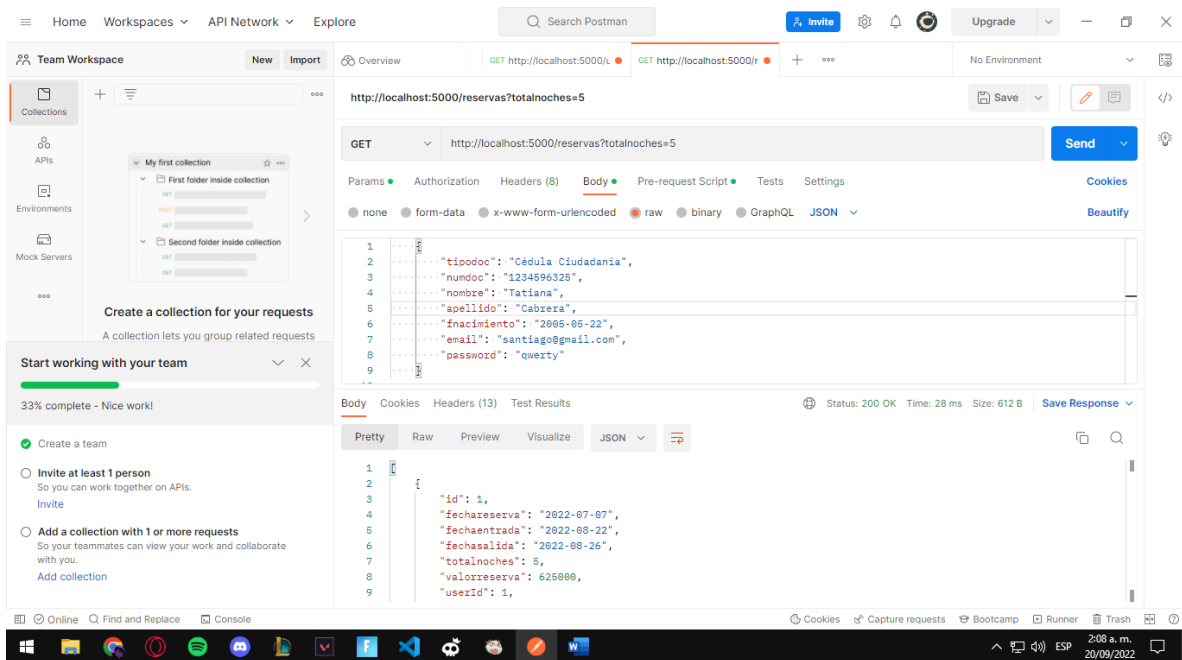 Home Workspaces API Network Explore Search Postman Invite Upgrade
Team Workspace New Import Overview GET http://localhost:5000/u GET http://localhost:5000/r No Environment
Collections
APIs
Environments
Mock Servers
My first collection
First folder inside collection
GET
POST
GET
Second folder inside collection
GET
GET
Create a collection for your requests
A collection lets you group related requests
Start working with your team
33% complete - Nice work!
Create a team
Invite at least 1 person
So you can work together on APIs.
Invite
Add a collection with 1 or more requests
So your teammates can view your work and collaborate
with you.
Add collection
http://localhost:5000/reservas?totalnoches=5 Save
GET http://localhost:5000/reservas?totalnoches=5 Send
Params Authorization Headers (8) Body Pre-request Script Tests Settings Cookies
none form-data x-www-form-urlencoded raw binary GraphQL JSON Beautify
1 {
2 "tipodoc": "Cédula Ciudadania",
3 "numdoc": "1234596325",
4 "nombre": "Tatiana",
5 "apellido": "Cabrera",
6 "fnacimiento": "2005-05-22",
7 "email": "santiago@gmail.com",
8 "password": "qwerty"
9 }
Body Cookies Headers (13) Test Results Status: 200 OK Time: 28 ms Size: 612 B Save Response
Pretty Raw Preview Visualize JSON
1 [
2 {
3 "id": 1,
4 "fechareserva": "2022-07-07",
5 "fechaentrada": "2022-08-22",
6 "fechasalida": "2022-08-26",
7 "totalnoches": 5,
8 "valorreserva": 625000,
9 "userId": 1,
Online Find and Replace Console Cookies Capture requests Bootcamp Runner Trash
ESP 2:08 a. m.
20/09/2022